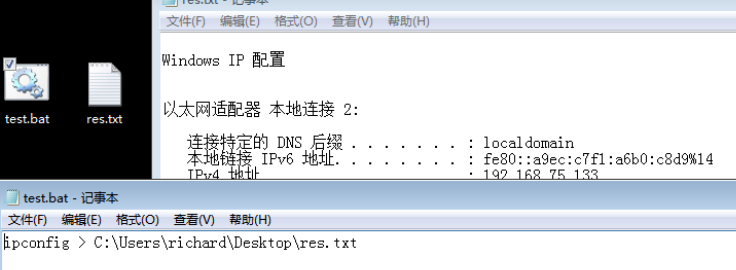 res.txt - 记事本
文件(F) 编辑(E) 格式(O) 查看(V) 帮助(H)
Windows IP 配置
以太网适配器 本地连接 2:
连接特定的 DNS 后缀 . . . . . . . : localdomain
本地链接 IPv6 地址. . . . . . . . : fe80::a9ec:c7f1:a6b0:c8d9%14
IPv4 地址 . . . . . . . . . . . . : 192.168.75.133
test.bat
res.txt
test.bat - 记事本
文件(F) 编辑(E) 格式(O) 查看(V) 帮助(H)
ipconfig > C:\Users\richard\Desktop\res.txt